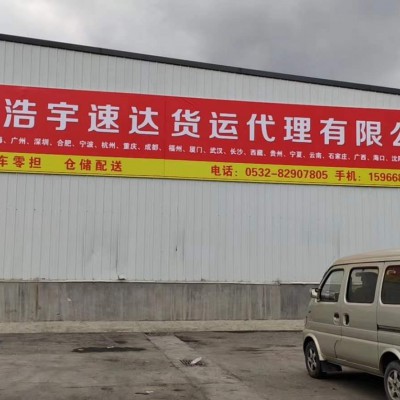 浩宇速达货运代理有限公
、广州、深圳、合肥、宁波、杭州、重庆、成都、福州、厦门、武汉、长沙、西藏、贵州、宁夏、云南、石家庄、广西、海口、沈
车零担 仓储配送 电话：0532-82907805 手机：15966